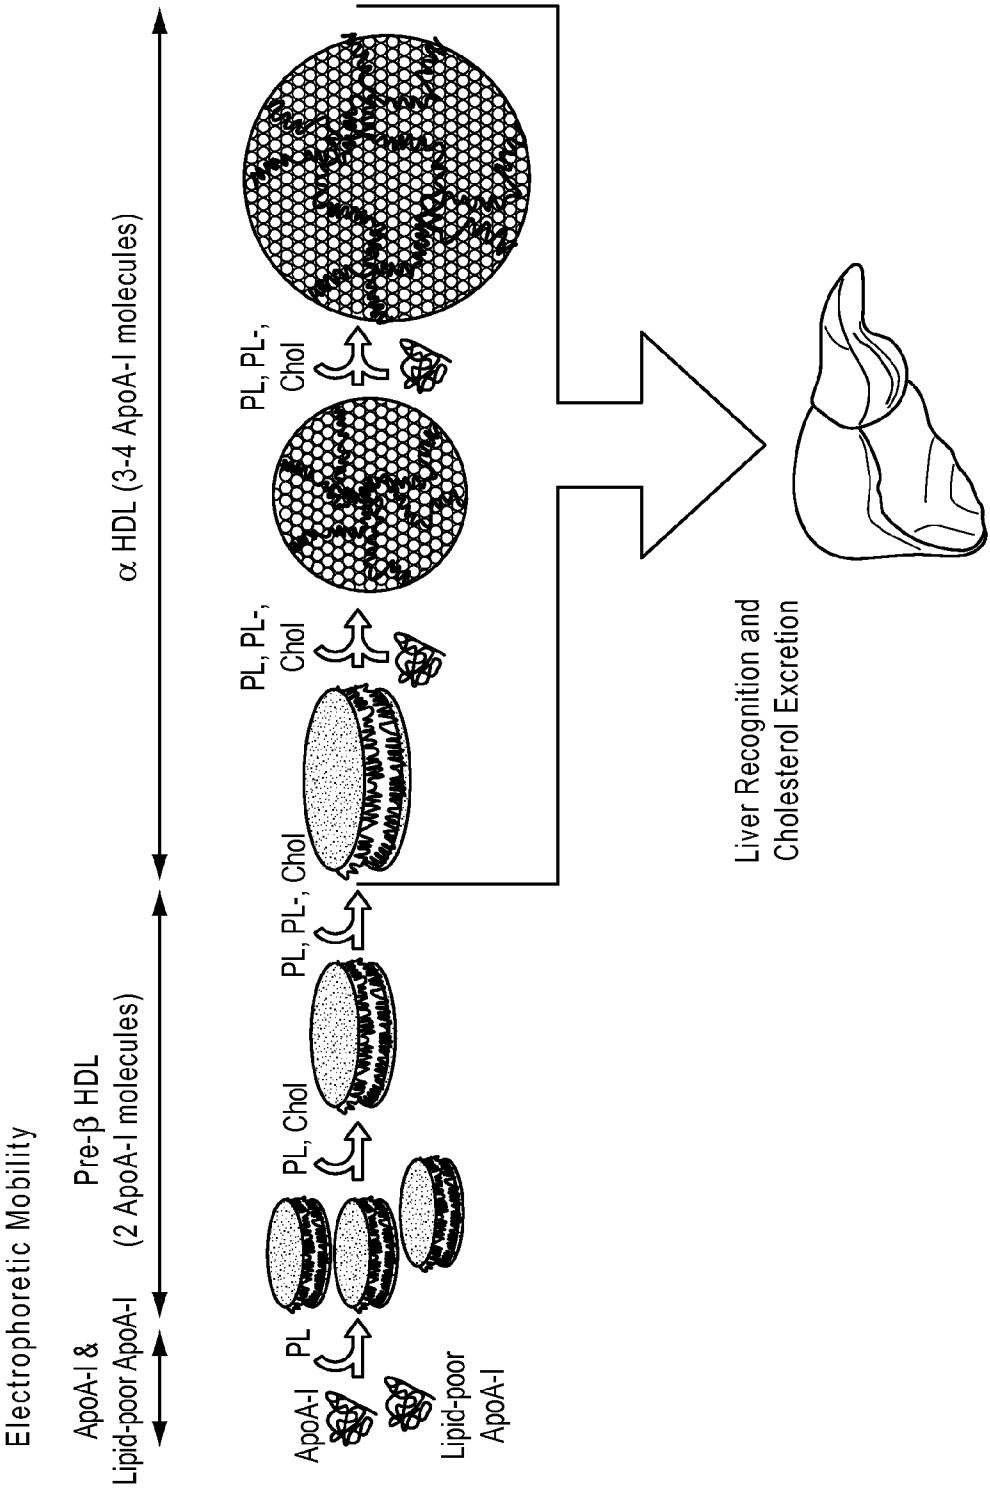 Electrophoretic Mobility
ApoA-I &
Lipid-poor ApoA-I
Pre-β HDL
(2 ApoA-I molecules)
α HDL (3-4 ApoA-I molecules)
ApoA-I
Lipid-poor
ApoA-I
PL
PL, Chol
PL, PL-, Chol
PL, PL-,
Chol
PL, PL-,
Chol
Liver Recognition and
Cholesterol Excretion